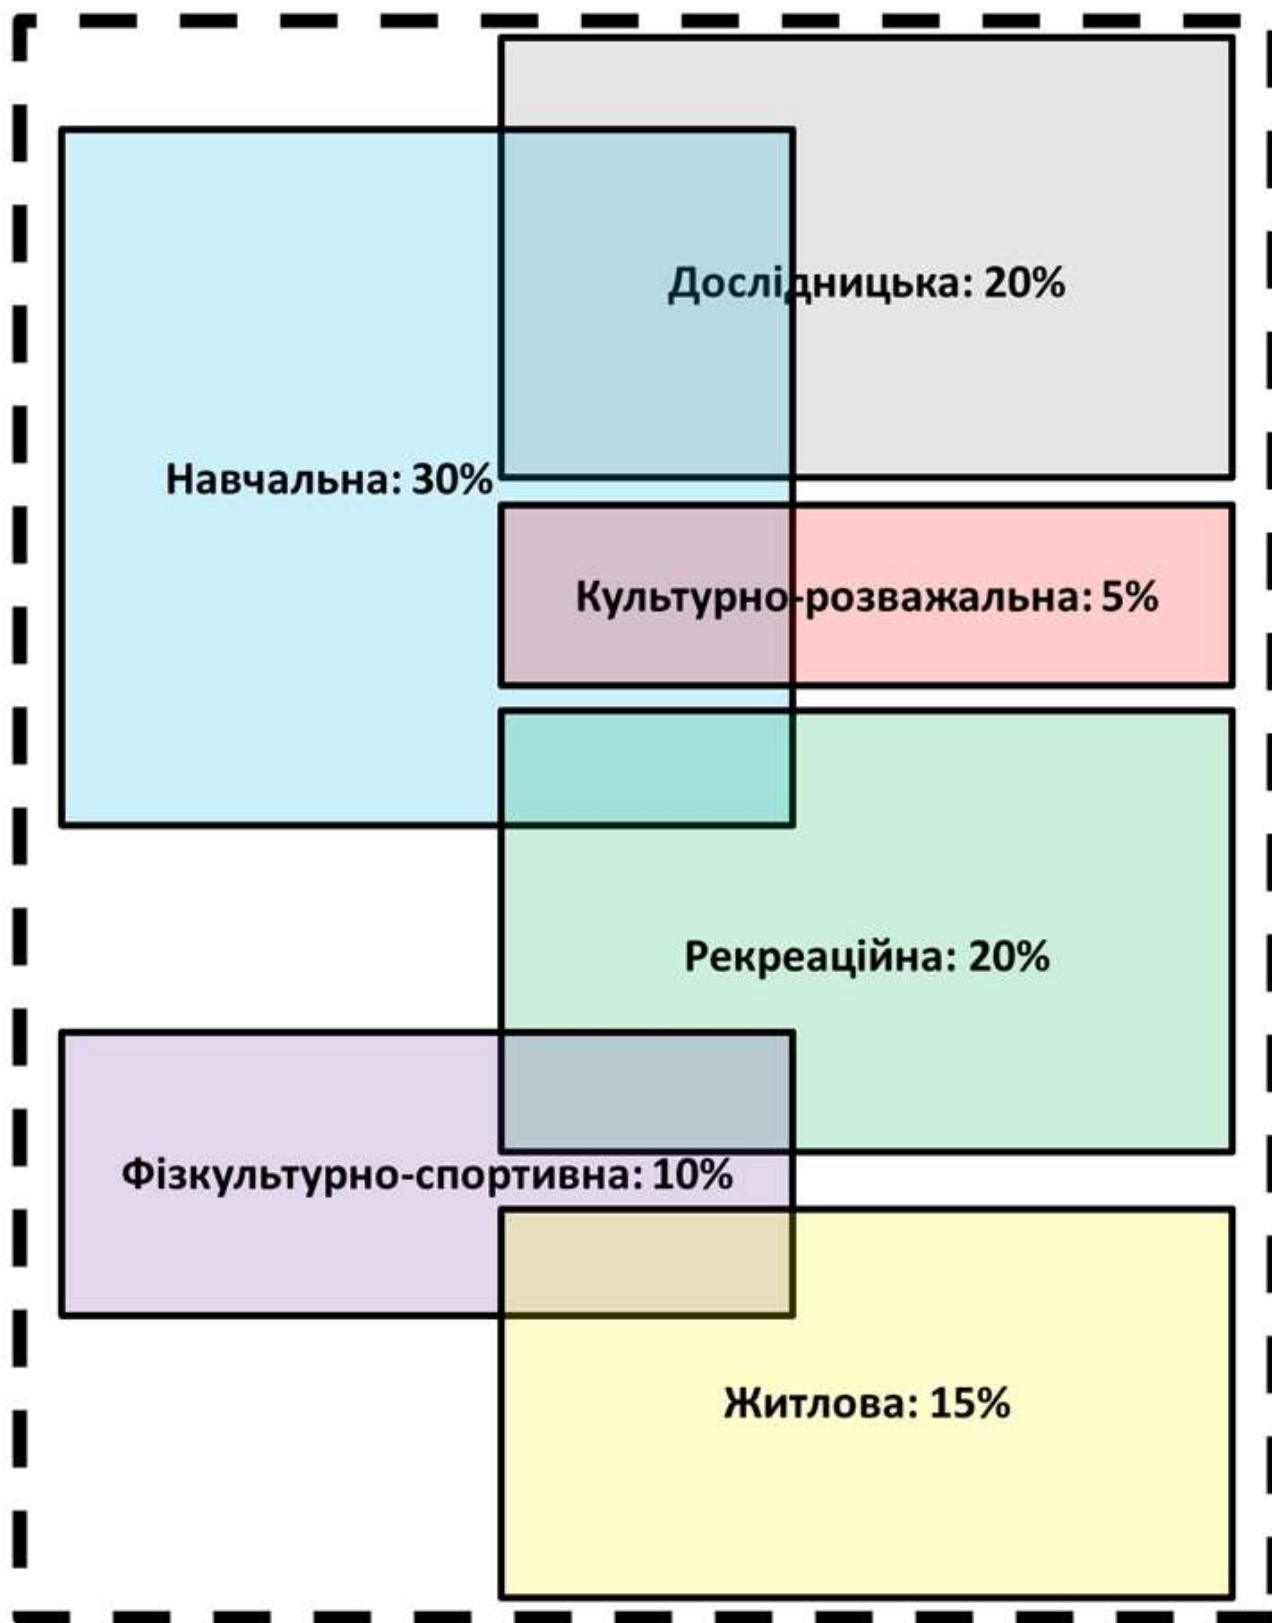 Дослідницька: 20%
Навчальна: 30%
Культурно-розважальна: 5%
Рекреаційна: 20%
Фізкультурно-спортивна: 10%
Житлова: 15%